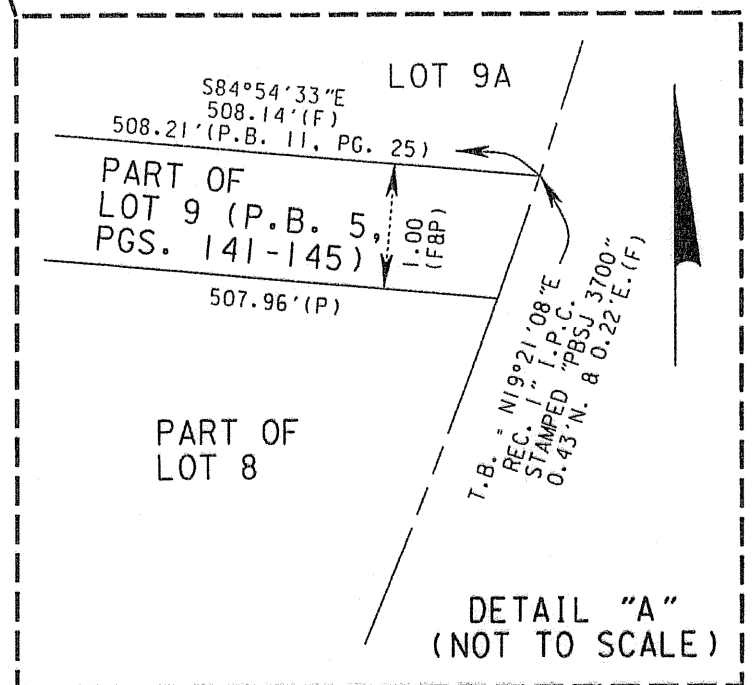 LOT 9A
S84°54'33"E
508.14'(F)
508.21'(P.B. 11, PG. 25)
PART OF
LOT 9 (P.B. 5,
PGS. 141-145)
1.00
(F&P)
507.96'(P)
T.B. = N19°21'08"E
REC. 1" I.P.C.
STAMPED "PBSJ 3700"
0.43'N. & 0.22'E.(F)
PART OF
LOT 8
DETAIL "A"
(NOT TO SCALE)